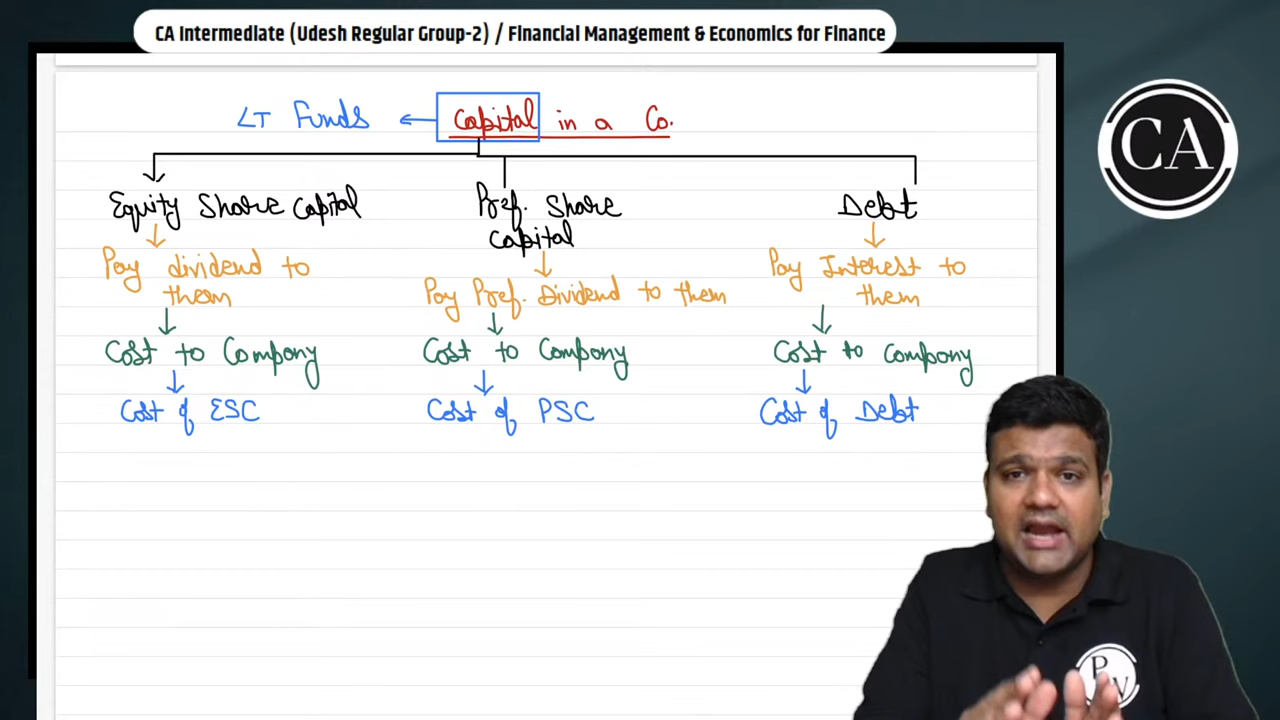 CA Intermediate (Udesh Regular Group-2) / Financial Management & Economics for Finance
LT Funds ← Capital in a Co.
CA
Equity Share Capital
Pref. Share
Capital
Debt
Pay dividend to
them
Pay Pref. Dividend to them
Pay Interest to
them
Cost to Company
Cost to Company
Cost to Company
Cost of ESC
Cost of PSC
Cost of Debt
P
W